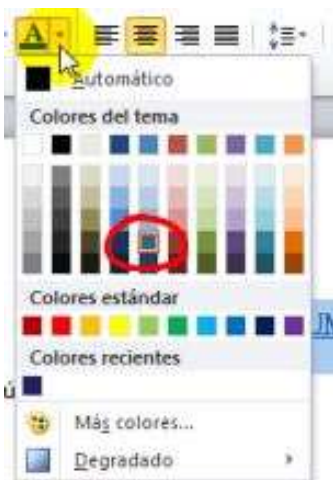 A
Automático
Colores del tema
Colores estándar
Colores recientes
Más colores...
Degradado